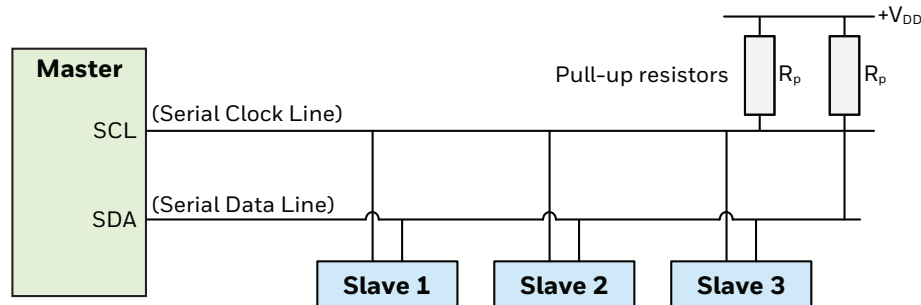 +V_DD
Master
Pull-up resistors R_p R_p
(Serial Clock Line)
SCL
(Serial Data Line)
SDA
Slave 1 Slave 2 Slave 3